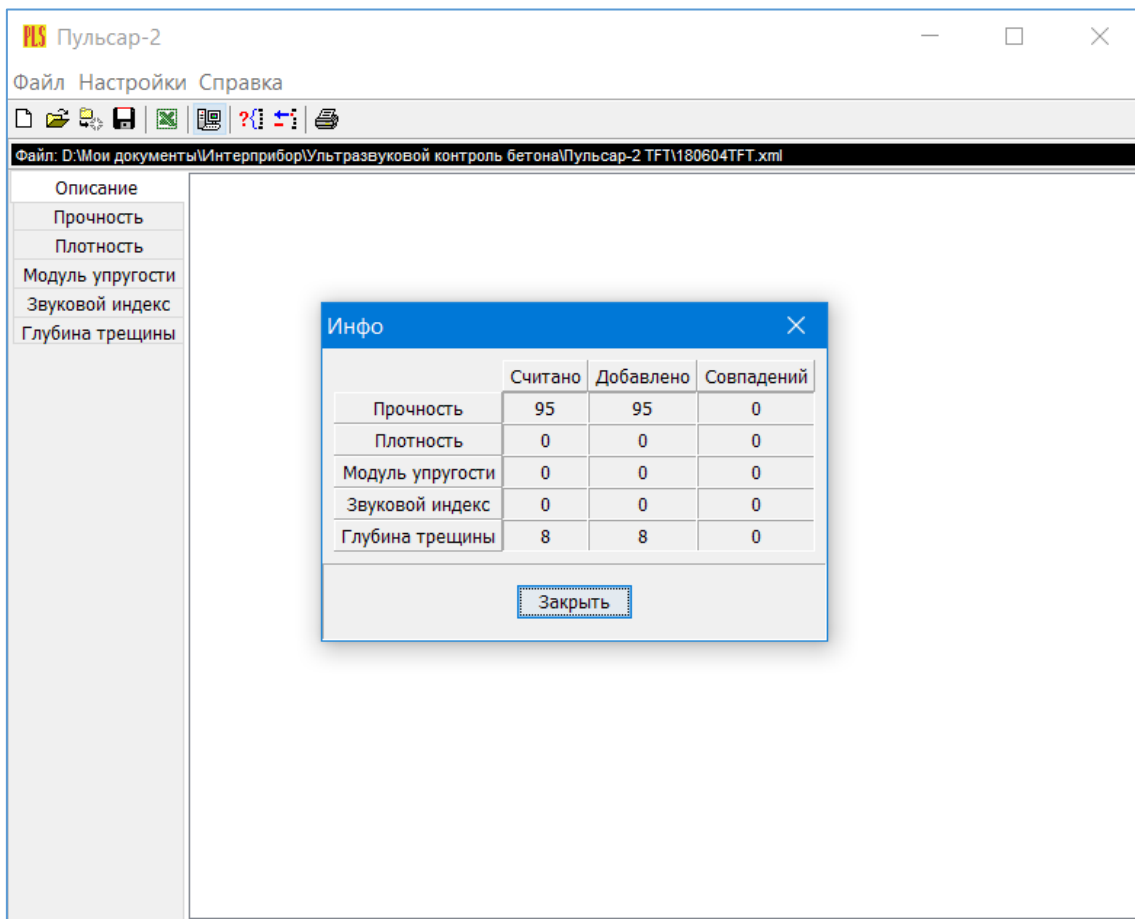 PLS Пульсар-2
Файл Настройки Справка
Файл: D:\Мои документы\Интерприбор\Ультразвуковой контроль бетона\Пульсар-2 TFT\180604TFT.xml
Описание
Прочность
Плотность
Модуль упругости
Звуковой индекс
Глубина трещины
Инфо
Считано Добавлено Совпадений
Прочность 95 95 0
Плотность 0 0 0
Модуль упругости 0 0 0
Звуковой индекс 0 0 0
Глубина трещины 8 8 0
Закрыть